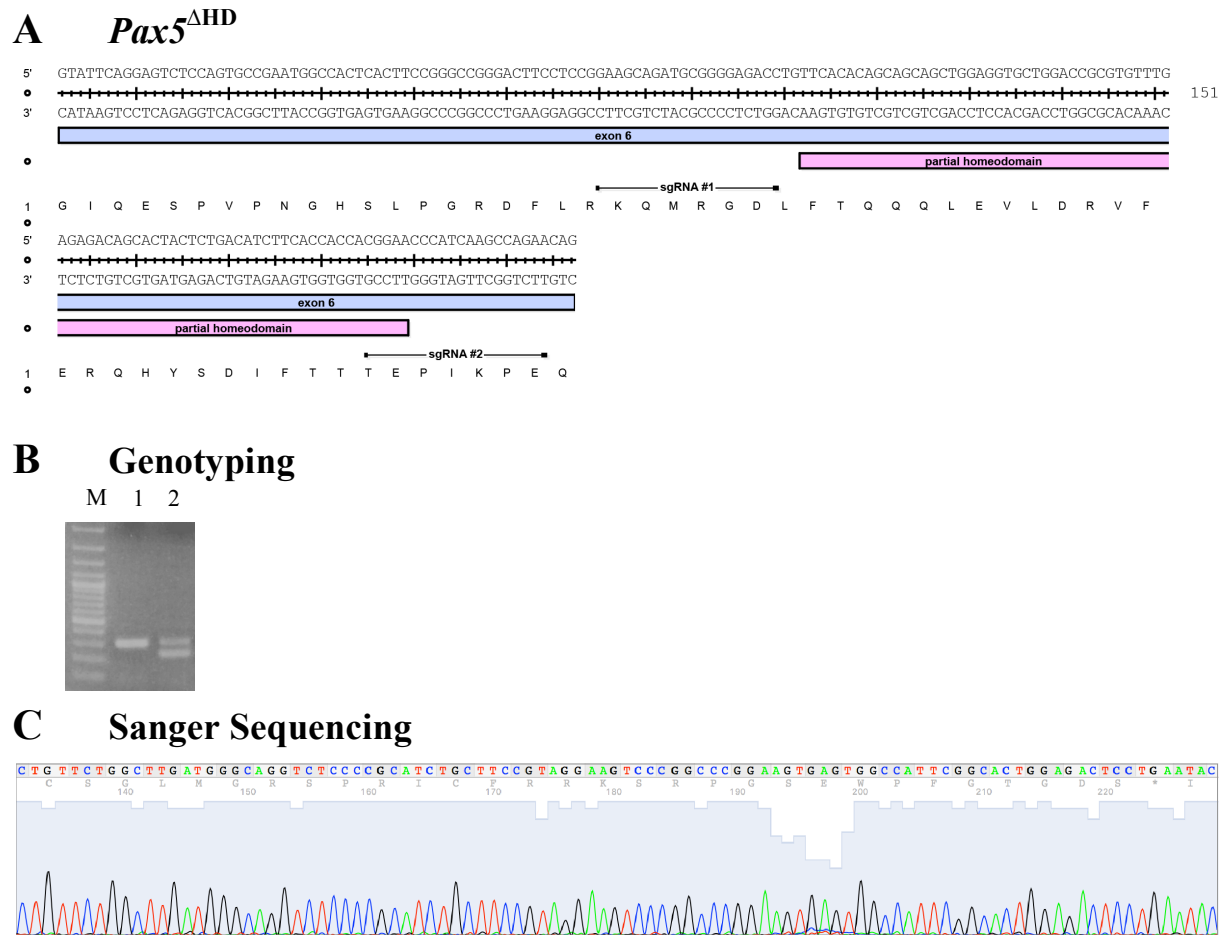 A Pax5ΔHD
5' GTATTCAGGAGTCTCCAGTGCCGAATGGCCACTCACTTCCGGGCCGGGACTTCCTCCGGAAGCAGATGCGGGGAGACCTGTTCACACAGCAGCAGCTGGAGGTGCTGGACCGCGTGTTTG
151
3' CATAAGTCCTCAGAGGTCACGGCTTACCGGTGAGTGAAGGCCCGGCCCTGAAGGAGGCCTTCGTCTACGCCCCTCTGGACAAGTGTGTCGTCGTCGACCTCCACGACCTGGCGCACAAAC
exon 6
partial homeodomain
sgRNA #1
1 G I Q E S P V P N G H S L P G R D F L R K Q M R G D L F T Q Q Q L E V L D R V F
5' AGAGACAGCACTACTCTGACATCTTCACCACCACGGAACCCATCAAGCCAGAACAG
3' TCTCTGTCGTGATGAGACTGTAGAAGTGGTGGTGCCTTGGGTAGTTCGGTCTTGTC
exon 6
partial homeodomain
sgRNA #2
1 E R Q H Y S D I F T T T E P I K P E Q
B Genotyping
M 1 2
C Sanger Sequencing
CTGTTCTGGCTTGATGGGCAGGTCTCCCCGCATCTGCTTCCGTAGGAAGTCCCGGCCCGGAAGTGAGTGGCCATTCGGCACTGGAGACTCCTGAATAC
C S G L M G R S P R I C F R R K S R P G S E W P F G T G D S * I
140 150 160 170 180 190 200 210 220